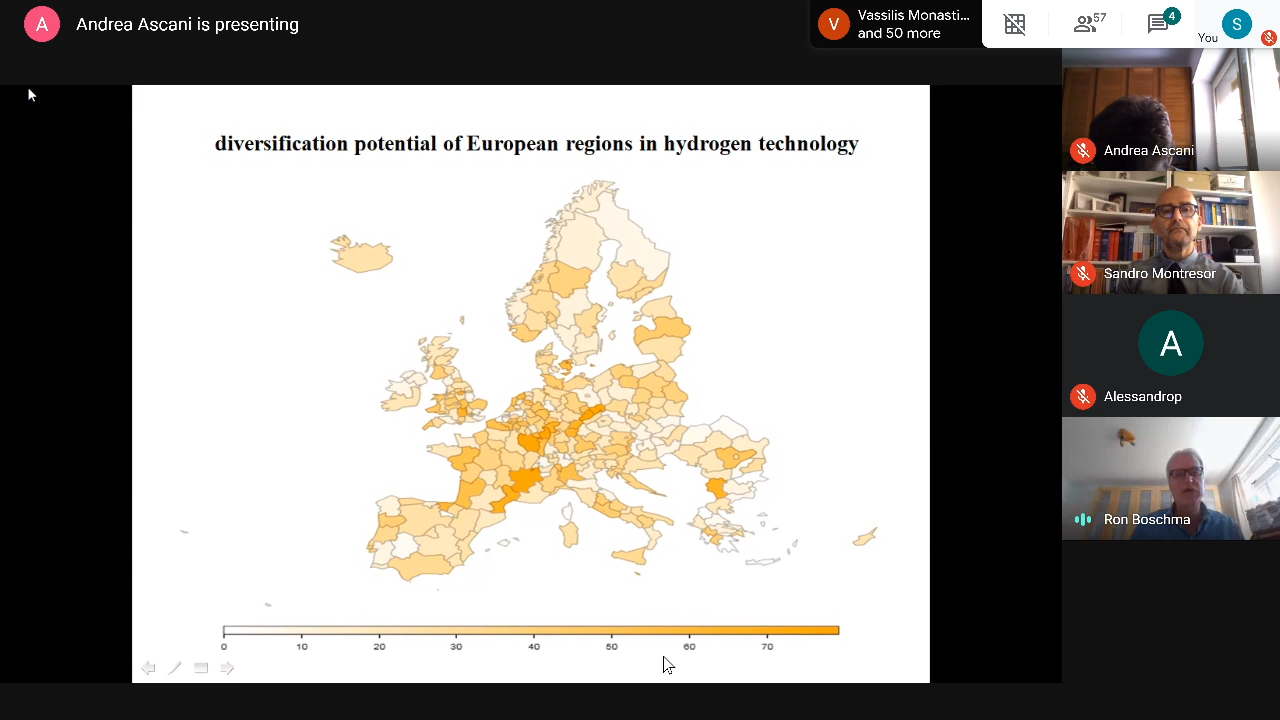 A
Andrea Ascani is presenting
V
Vassilis Monasti...
and 50 more
57
4
You
S
diversification potential of European regions in hydrogen technology
0 10 20 30 40 50 60 70
Andrea Ascani
Sandro Montresor
A
Alessandrop
Ron Boschma